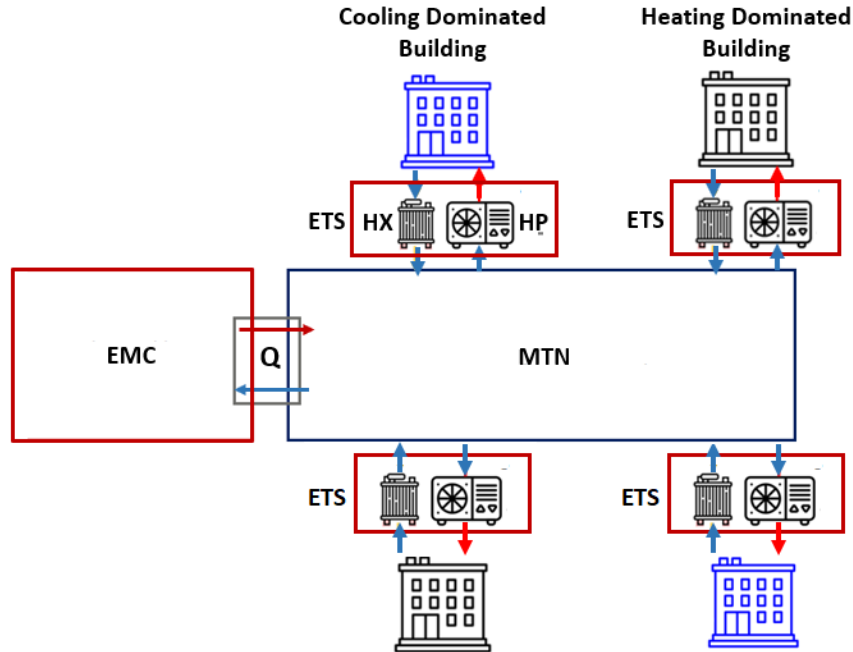 Cooling Dominated
Building
Heating Dominated
Building
ETS HX HP
ETS
EMC
Q
MTN
ETS
ETS